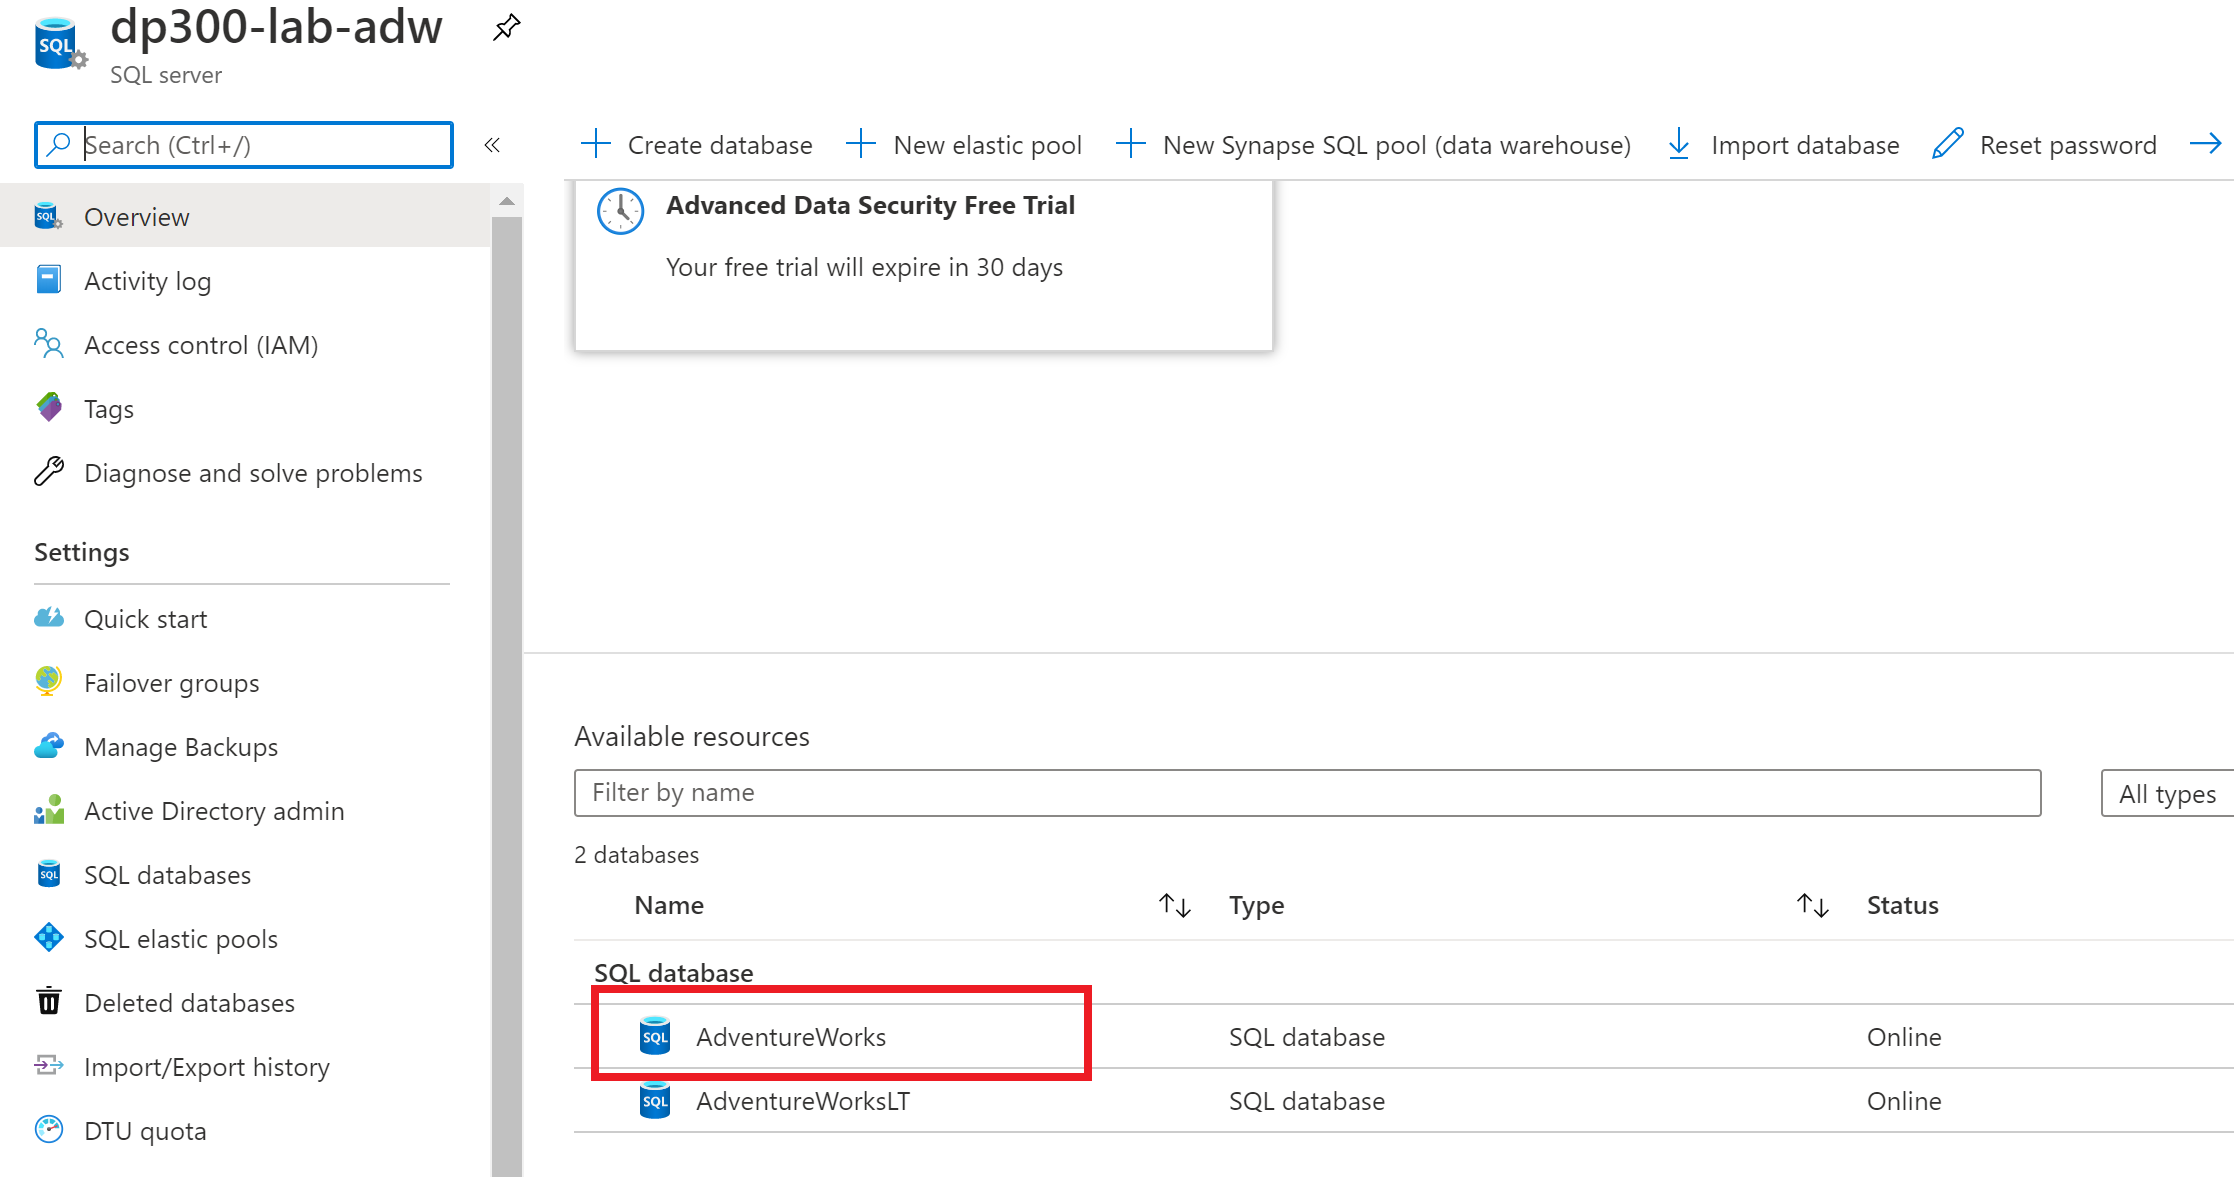 dp300-lab-adw
SQL server
Search (Ctrl+/)
«
Create database
New elastic pool
New Synapse SQL pool (data warehouse)
Import database
Reset password
Overview
Activity log
Access control (IAM)
Tags
Diagnose and solve problems
Settings
Quick start
Failover groups
Manage Backups
Active Directory admin
SQL databases
SQL elastic pools
Deleted databases
Import/Export history
DTU quota
Advanced Data Security Free Trial
Your free trial will expire in 30 days
Available resources
Filter by name
All types
2 databases
Name Type Status
SQL database
AdventureWorks SQL database Online
AdventureWorksLT SQL database Online